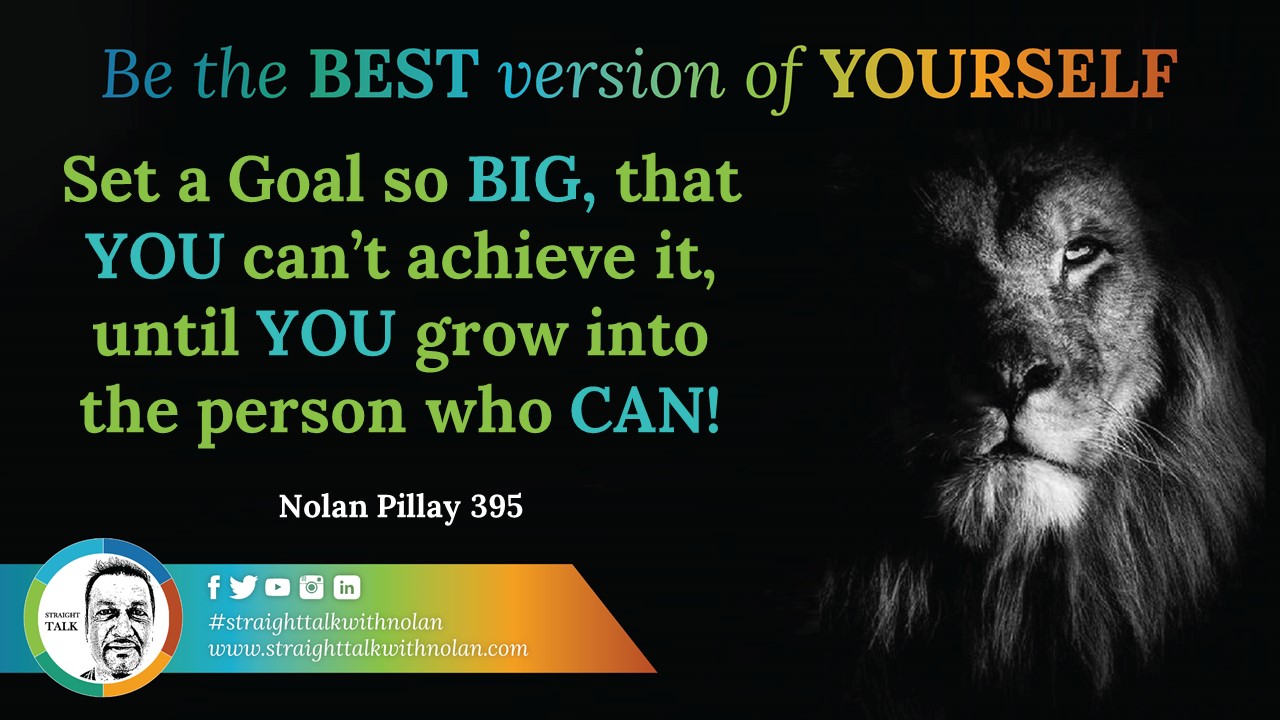 Be the BEST version of YOURSELF
Set a Goal so BIG, that
YOU can’t achieve it,
until YOU grow into
the person who CAN!
Nolan Pillay 395
STRAIGHT
TALK
#straighttalkwithnolan
www.straighttalkwithnolan.com